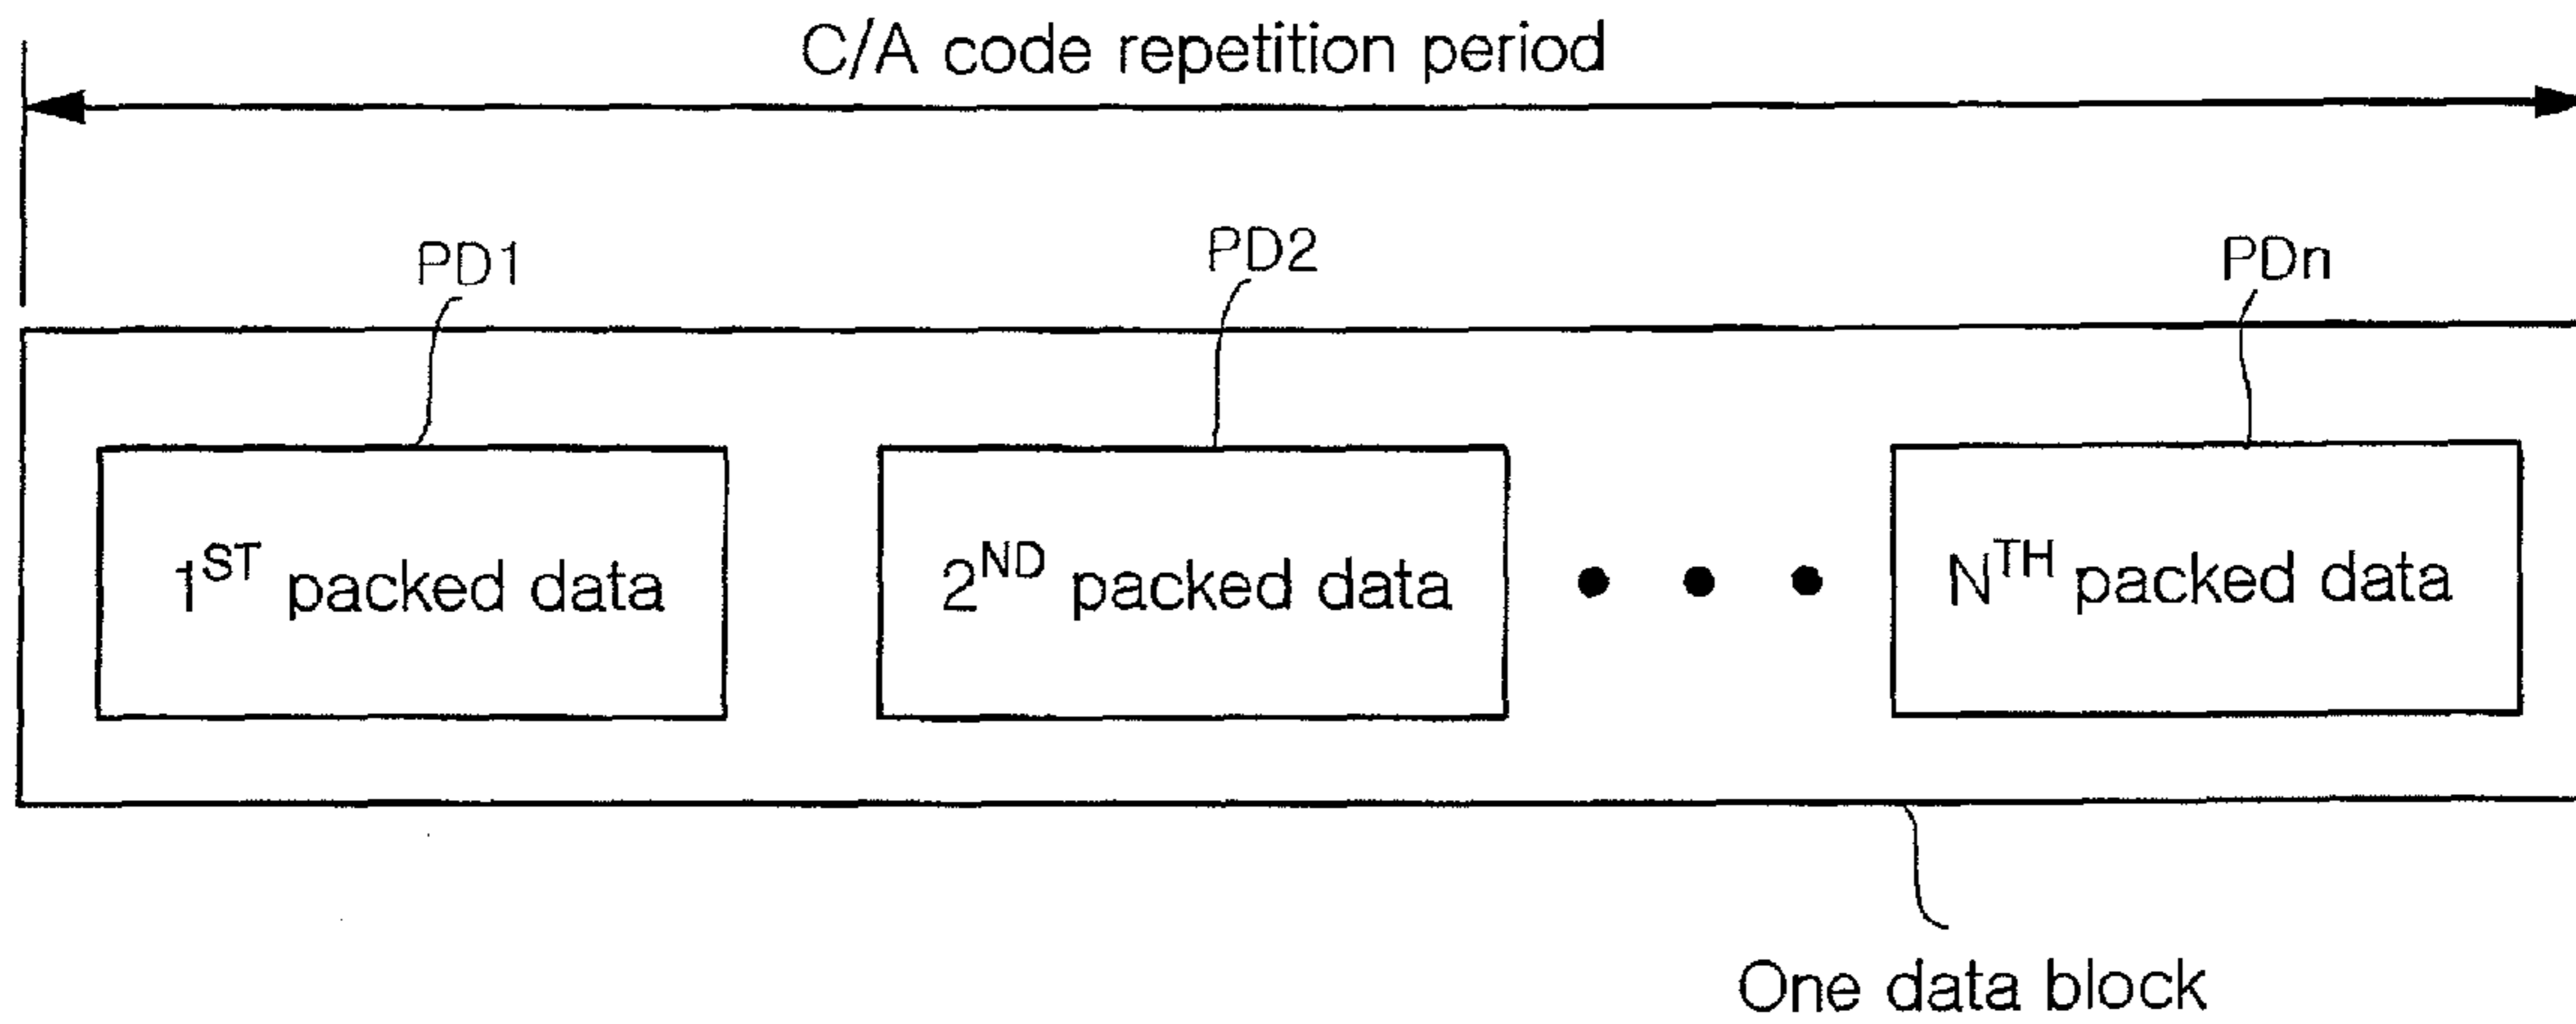 C/A code repetition period
PD1
PD2
PDn
1ST packed data
2ND packed data
NTH packed data
One data block